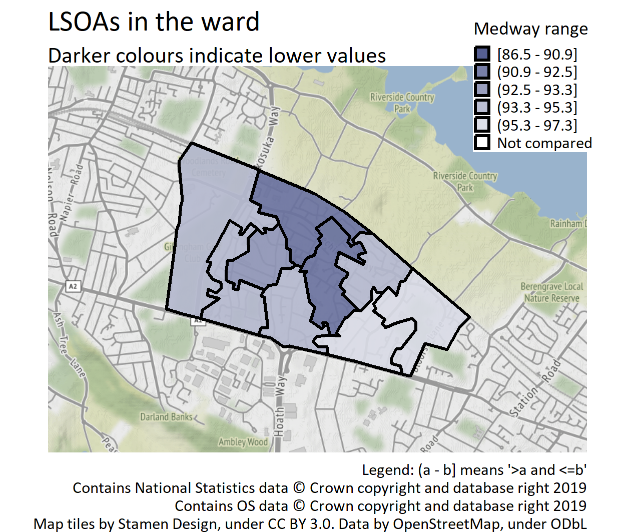 LSOAs in the ward
Darker colours indicate lower values
Medway range
[86.5 - 90.9]
(90.9 - 92.5]
(92.5 - 93.3]
(93.3 - 95.3]
(95.3 - 97.3]
Not compared
Riverside Country
Park
Riverside Country
Park
Napier Road
Road
Rainham
Berengrave Local
Nature Reserve
A2
Ash Tree Lane
Hoath Way
Station Road
Darland Banks
Ambley Wood
Road
Legend: (a - b] means '>a and <=b'
Contains National Statistics data © Crown copyright and database right 2019
Contains OS data © Crown copyright and database right 2019
Map tiles by Stamen Design, under CC BY 3.0. Data by OpenStreetMap, under ODbL